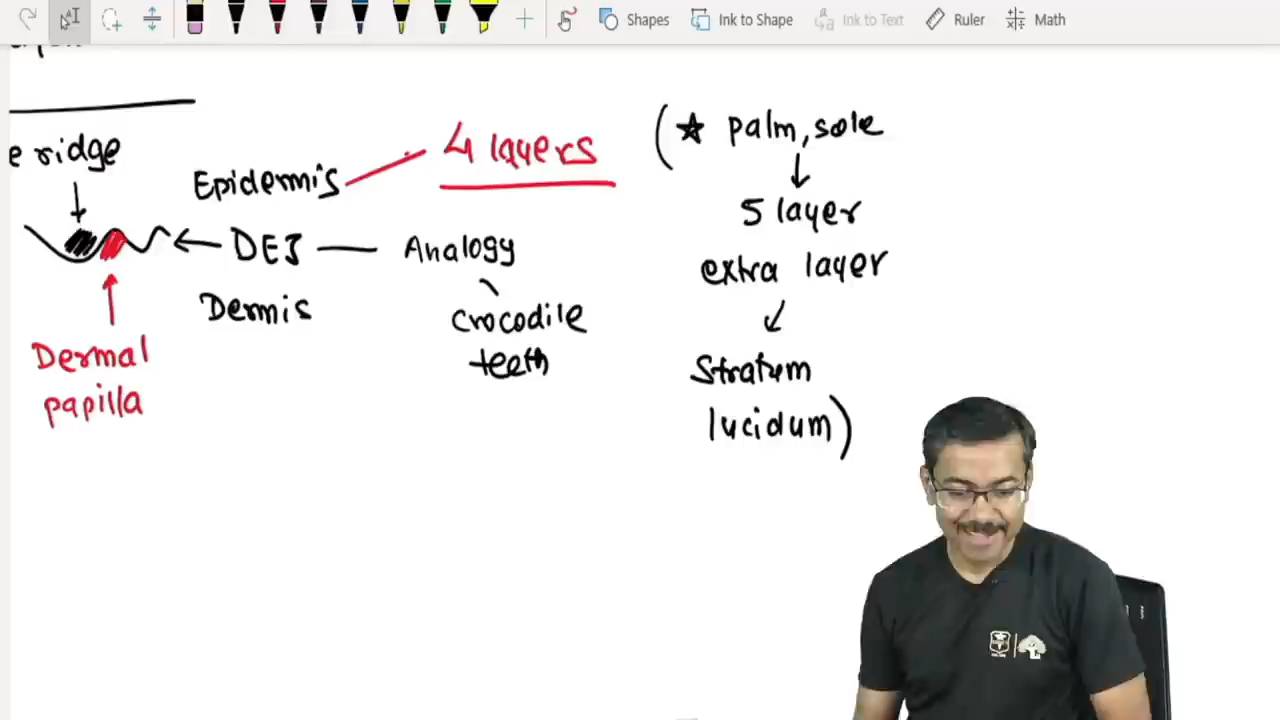 Shapes
Ink to Shape
Ink to Text
Ruler
Math
e ridge
Epidermis
4 layers
DEJ
Analogy
Dermis
Crocodile
teeth
Dermal
papilla
(★ palm, sole
5 layer
extra layer
Stratum
lucidum)